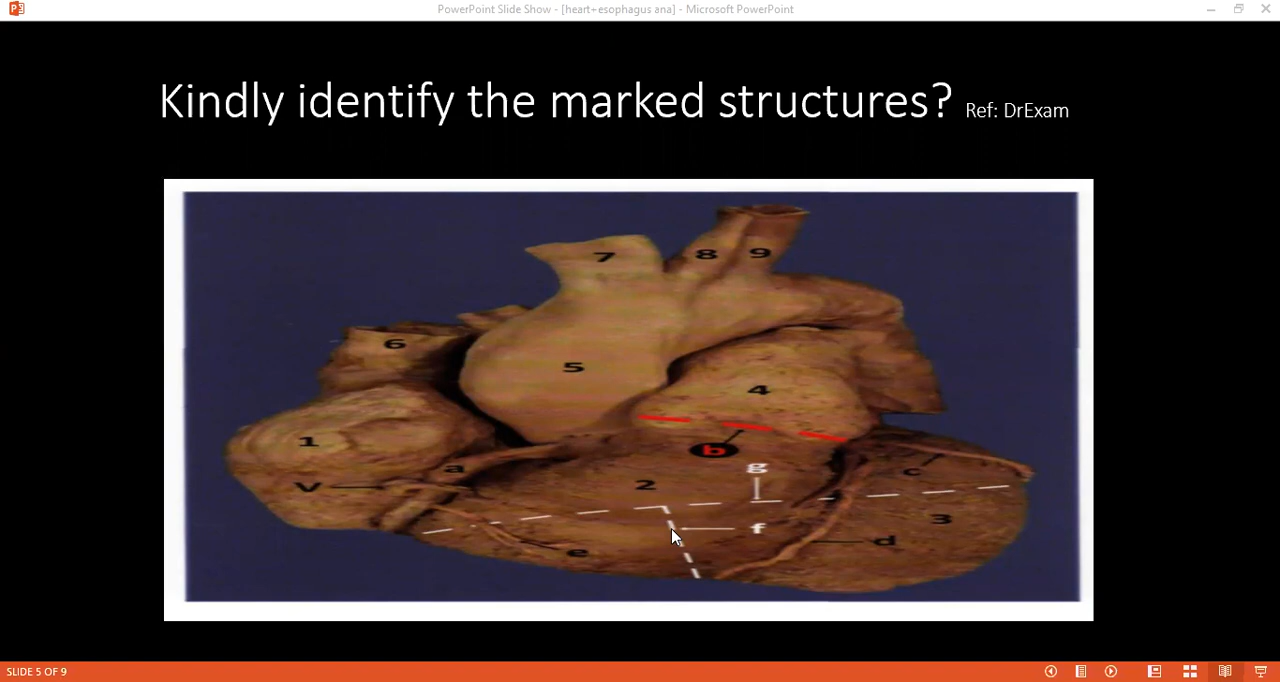 PowerPoint Slide Show - [heart+esophagus ana] - Microsoft PowerPoint
Kindly identify the marked structures? Ref: DrExam
7
8
9
6
5
4
1
b
a
g
c
V
2
3
f
d
e
SLIDE 5 OF 9